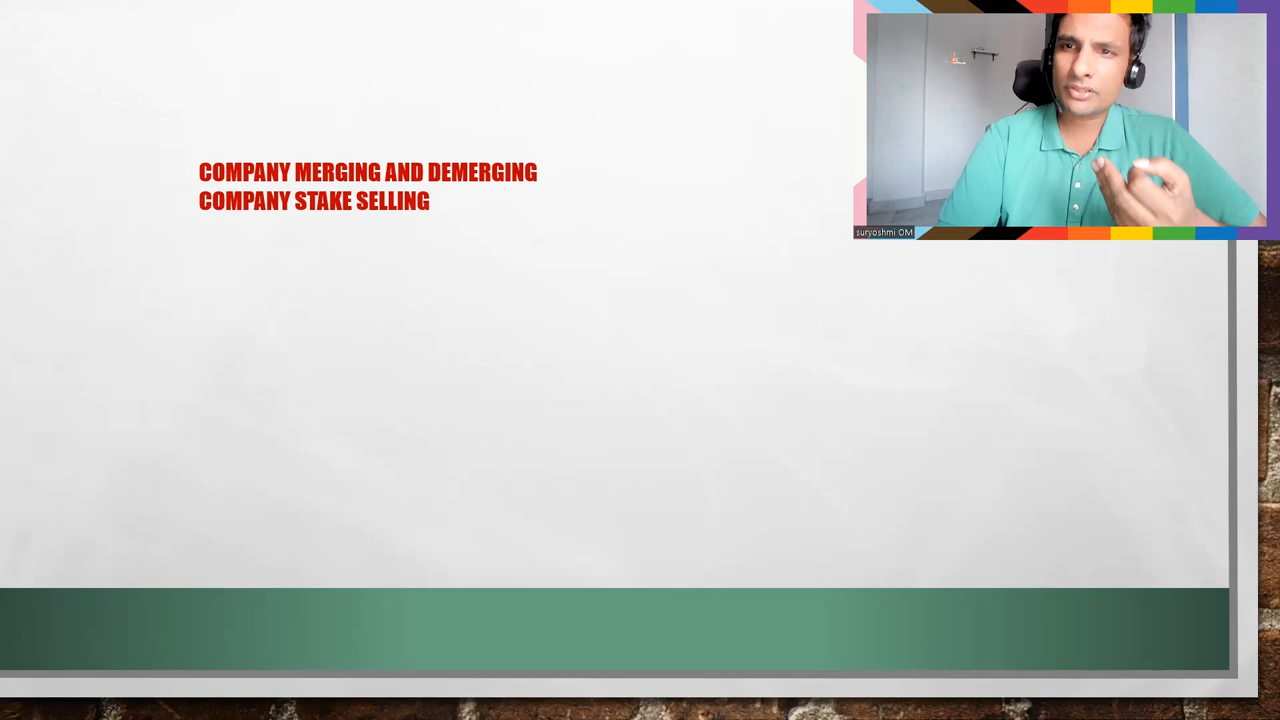 COMPANY MERGING AND DEMERGING
COMPANY STAKE SELLING
suryoshmi OM